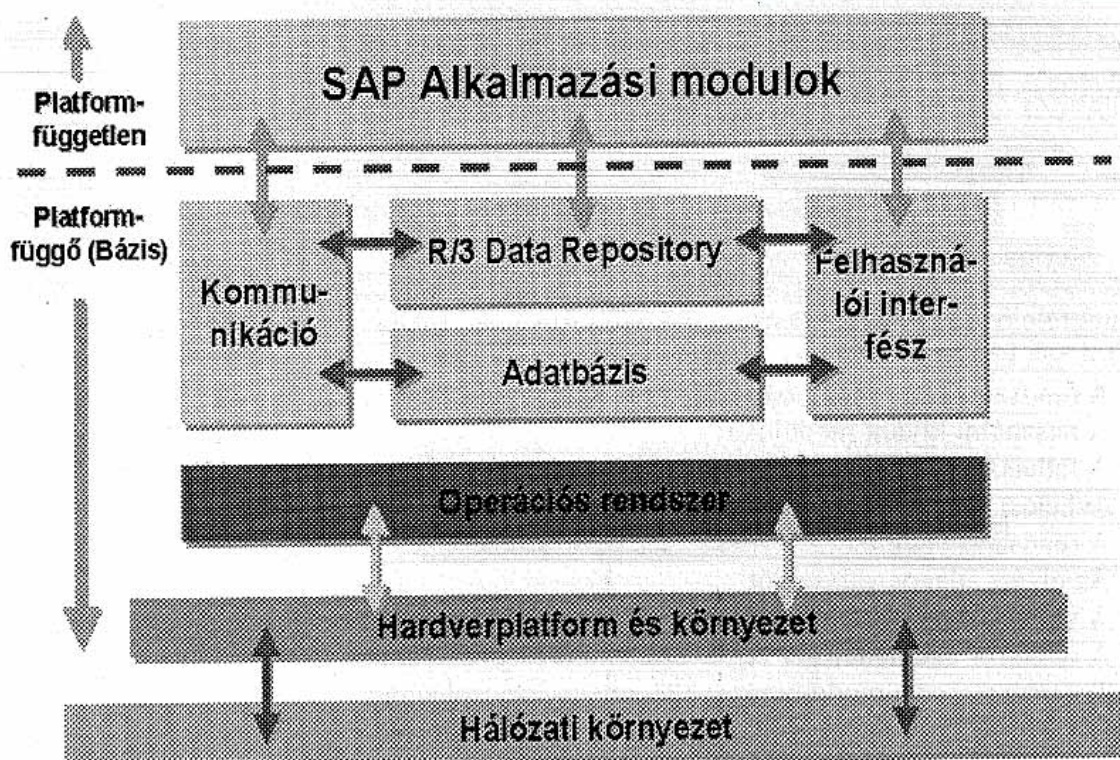 SAP Alkalmazási modulok
Platform-
független
Platform-
függő (Bázis)
Kommu-
nikáció
R/3 Data Repository
Adatbázis
Felhaszná-
lói inter-
fész
Operációs rendszer
Hardverplatform és környezet
Hálózati környezet